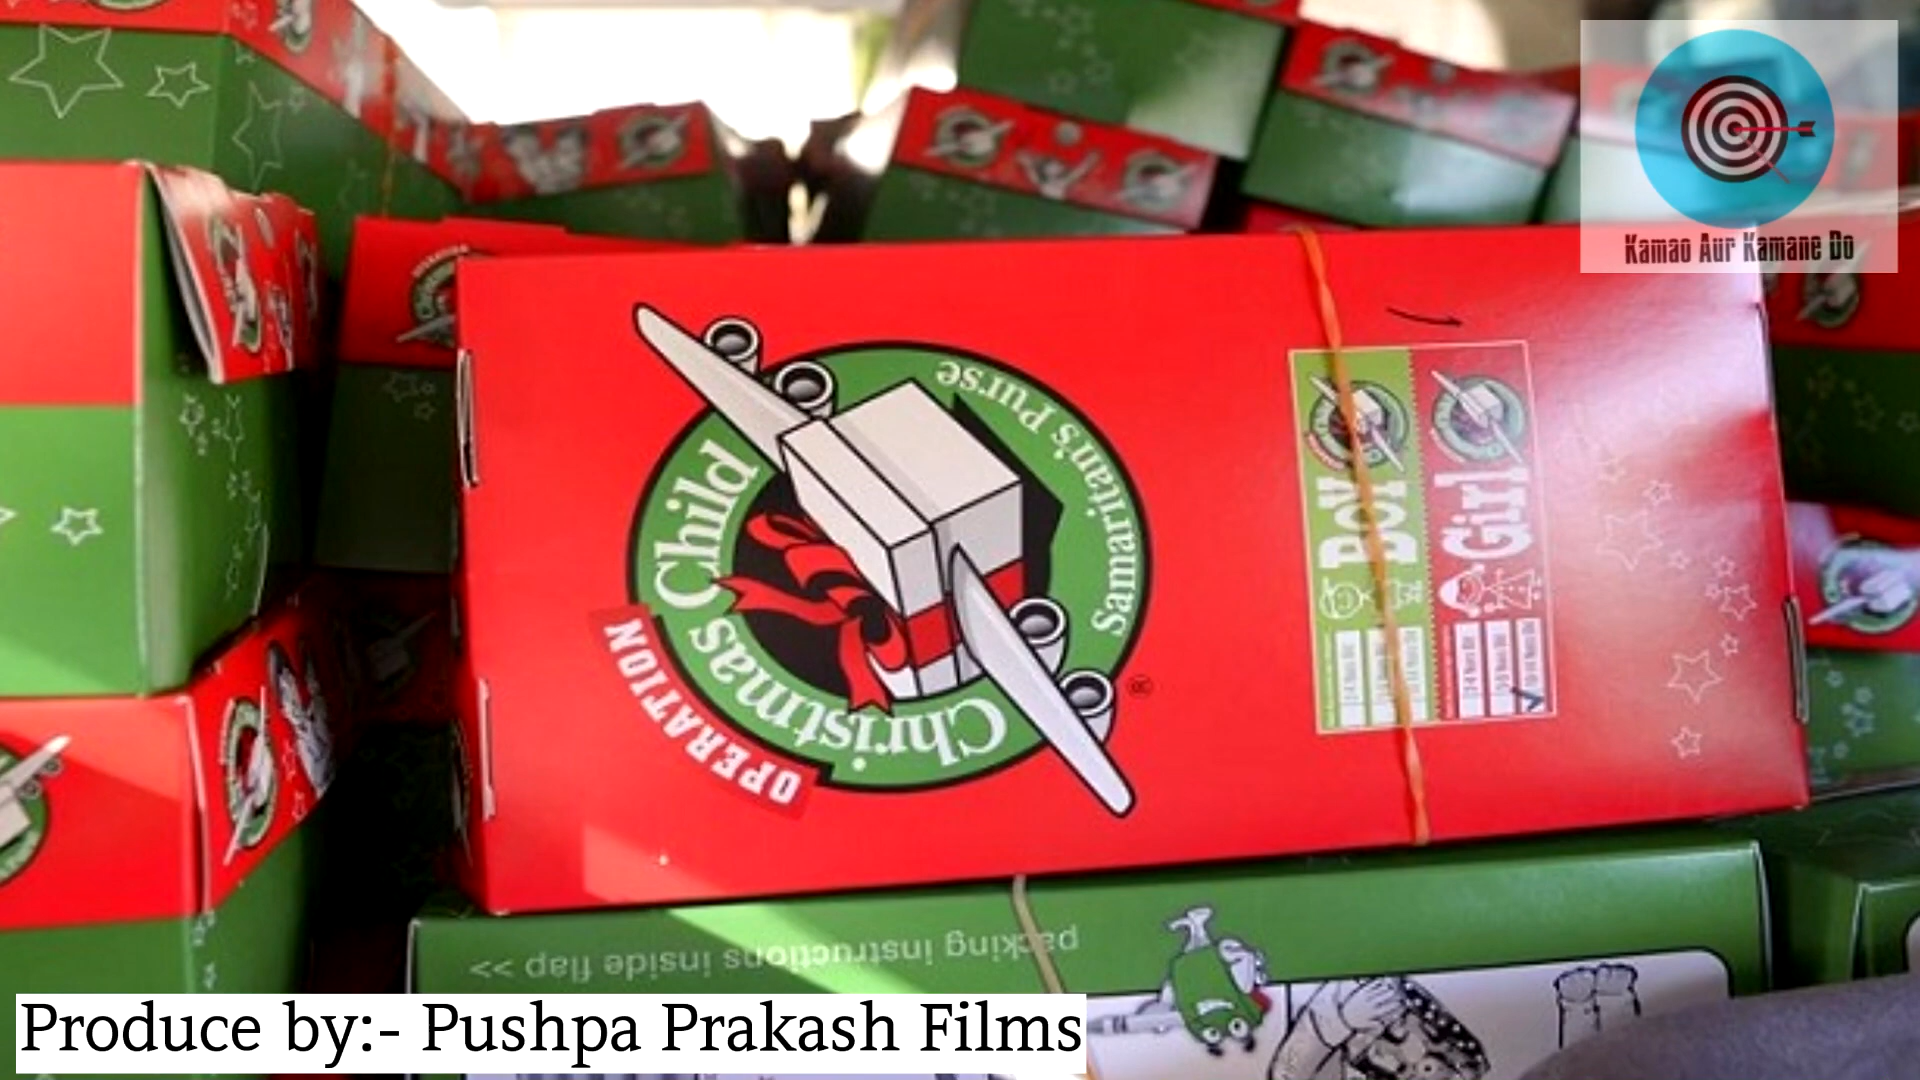 Kamao Aur Kamane Do
Samaritan's Purse
OPERATION
Christmas Child
Boy
Girl
packing instructions inside flap >>
Produce by:- Pushpa Prakash Films